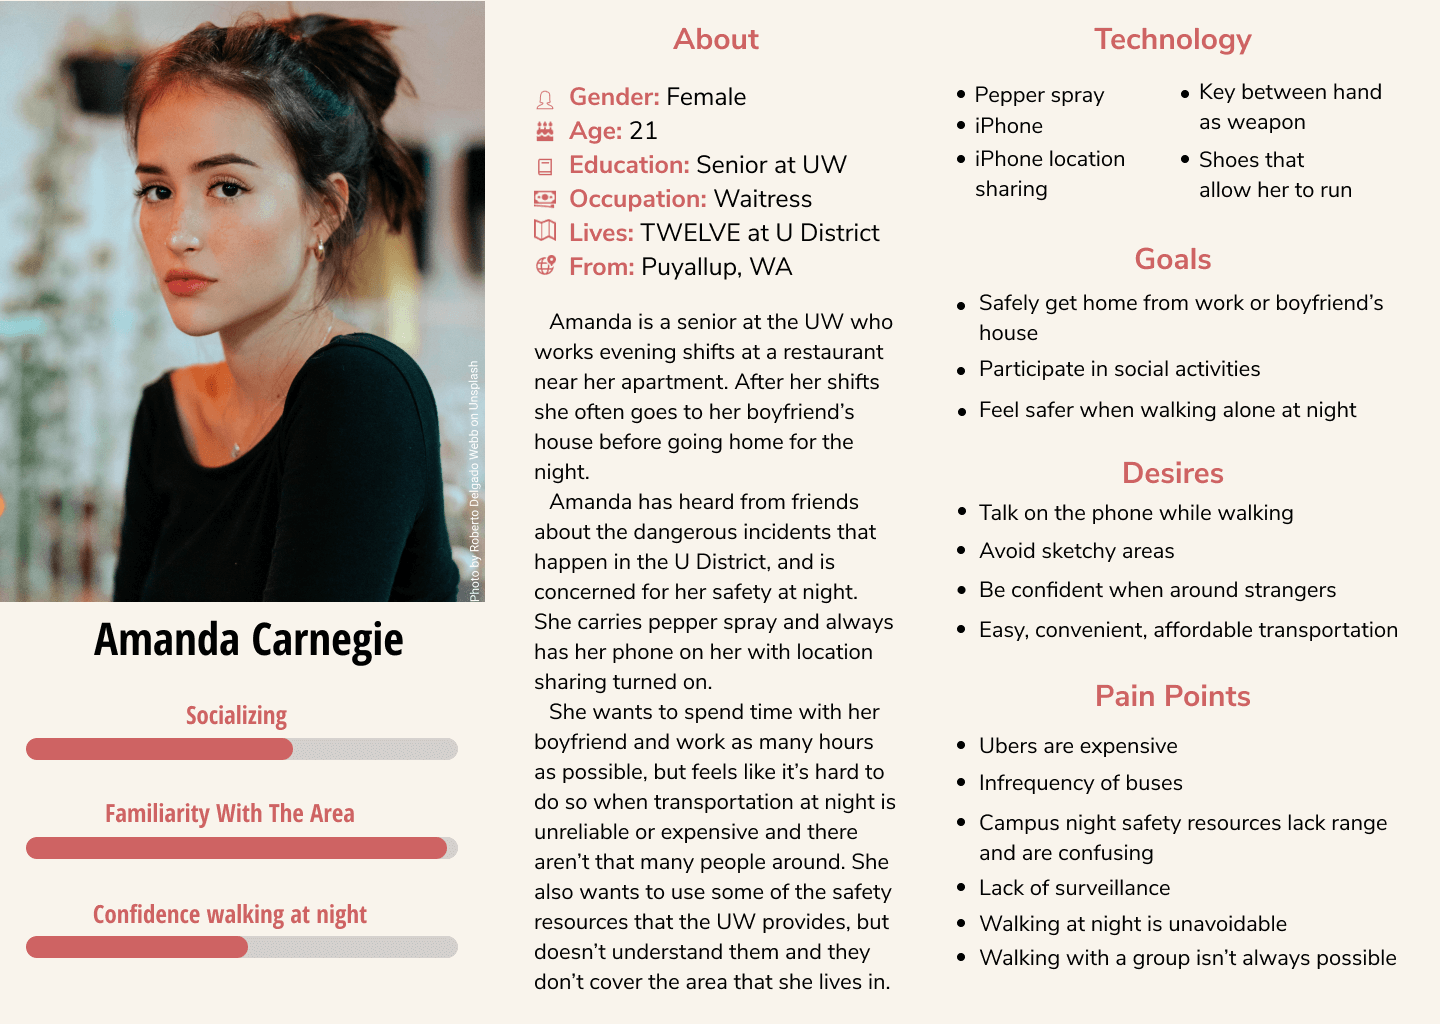 Photo by Roberto Delgado Webb on Unsplash
Amanda Carnegie
Socializing
Familiarity With The Area
Confidence walking at night
About
Gender: Female
Age: 21
Education: Senior at UW
Occupation: Waitress
Lives: TWELVE at U District
From: Puyallup, WA
Amanda is a senior at the UW who
works evening shifts at a restaurant
near her apartment. After her shifts
she often goes to her boyfriend's
house before going home for the
night.
Amanda has heard from friends
about the dangerous incidents that
happen in the U District, and is
concerned for her safety at night.
She carries pepper spray and always
has her phone on her with location
sharing turned on.
She wants to spend time with her
boyfriend and work as many hours
as possible, but feels like it's hard to
do so when transportation at night is
unreliable or expensive and there
aren't that many people around. She
also wants to use some of the safety
resources that the UW provides, but
doesn't understand them and they
don't cover the area that she lives in.
Technology
• Pepper spray
• iPhone
• iPhone location
sharing
• Key between hand
as weapon
• Shoes that
allow her to run
Goals
• Safely get home from work or boyfriend's
house
• Participate in social activities
• Feel safer when walking alone at night
Desires
• Talk on the phone while walking
• Avoid sketchy areas
• Be confident when around strangers
• Easy, convenient, affordable transportation
Pain Points
• Ubers are expensive
• Infrequency of buses
• Campus night safety resources lack range
and are confusing
• Lack of surveillance
• Walking at night is unavoidable
• Walking with a group isn't always possible